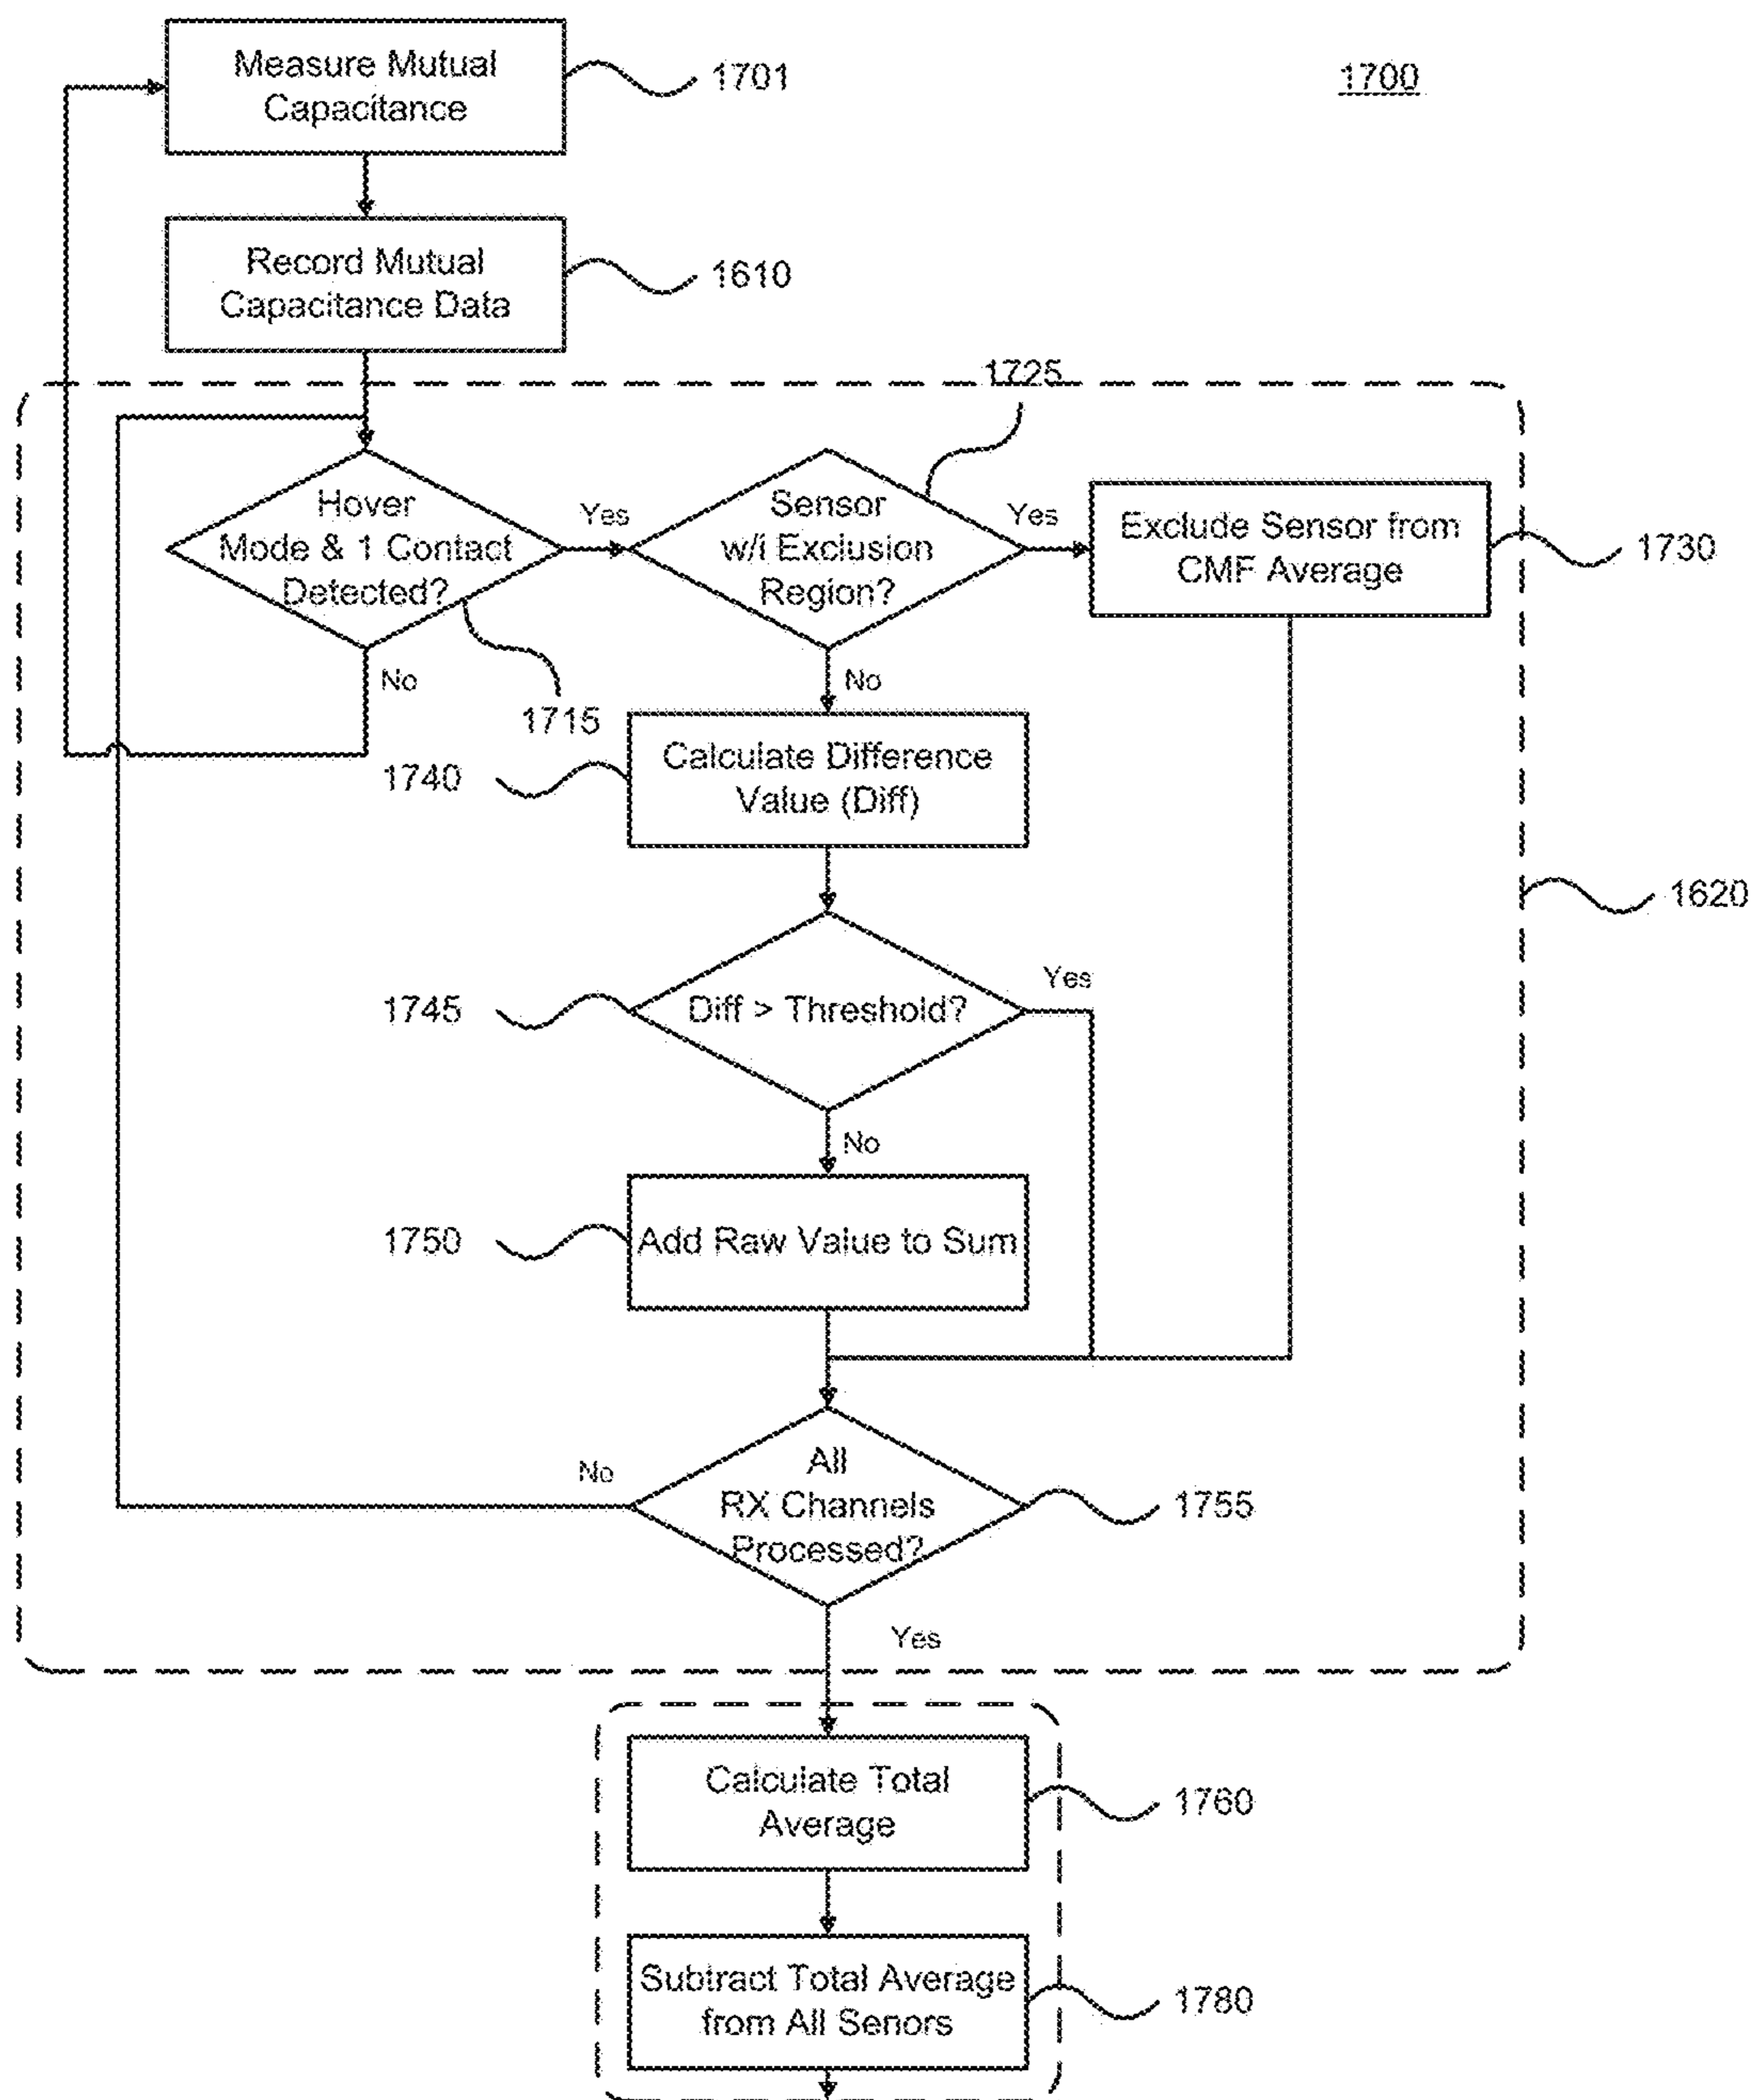 Measure Mutual
Capacitance
1701
1700
Record Mutual
Capacitance Data
1610
1725
Hover
Mode & 1 Contact
Detected?
Yes
Sensor
w/i Exclusion
Region?
Yes
Exclude Sensor from
CMF Average
1730
No
1715
No
1740
Calculate Difference
Value (Diff)
1620
1745
Diff > Threshold?
Yes
No
1750
Add Raw Value to Sum
No
All
RX Channels
Processed?
1755
Yes
Calculate Total
Average
1760
Subtract Total Average
from All Senors
1780